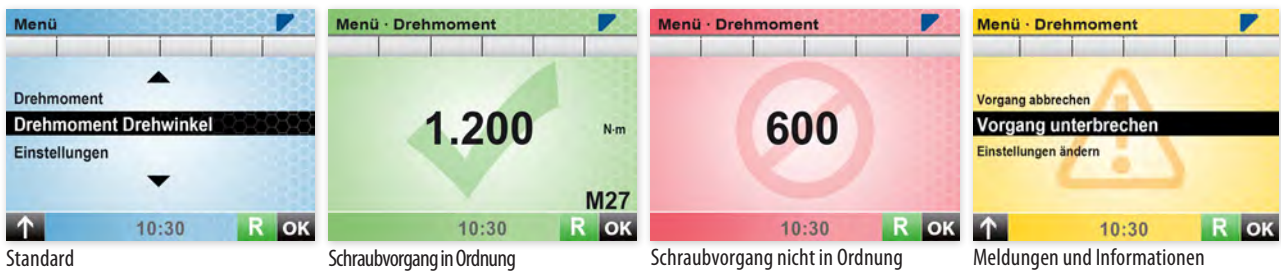 Menü
Drehmoment
Drehmoment Drehwinkel
Einstellungen
10:30 R OK
Standard
Menü · Drehmoment
1.200 N·m
M27
10:30 R OK
Schraubvorgang in Ordnung
Menü · Drehmoment
600
10:30 R OK
Schraubvorgang nicht in Ordnung
Menü · Drehmoment
Vorgang abbrechen
Vorgang unterbrechen
Einstellungen ändern
10:30 R OK
Meldungen und Informationen